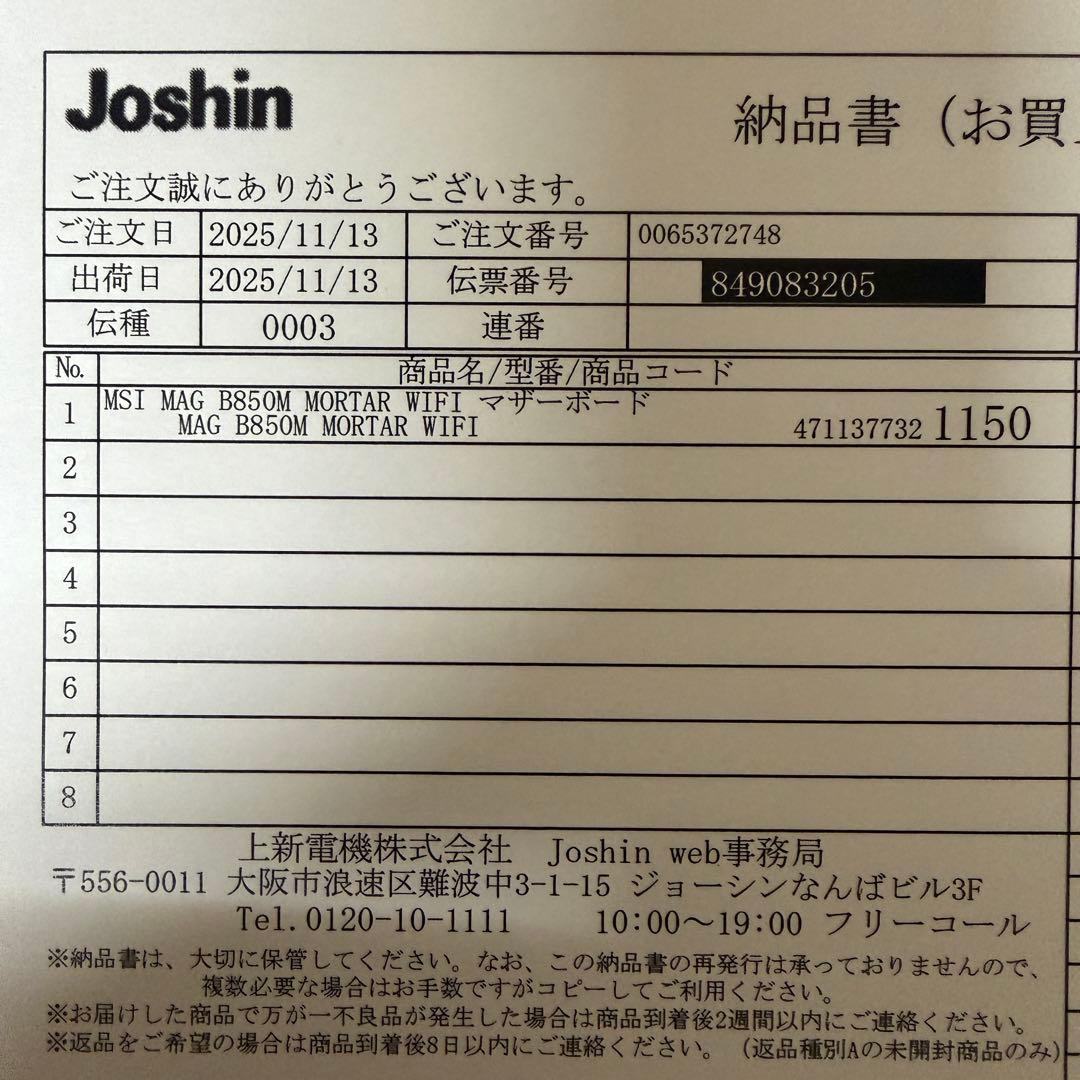 Joshin
納品書（お買
ご注文誠にありがとうございます。
ご注文日 2025/11/13 ご注文番号 0065372748
出荷日 2025/11/13 伝票番号 849083205
伝種 0003 連番
No. 商品名/型番/商品コード
1 MSI MAG B850M MORTAR WIFI マザーボード
MAG B850M MORTAR WIFI 471137732 1150
2
3
4
5
6
7
8
上新電機株式会社 Joshin web事務局
〒556-0011 大阪市浪速区難波中3-1-15 ジョーシンなんばビル3F
Tel.0120-10-1111 10:00～19:00 フリーコール
※納品書は、大切に保管してください。なお、この納品書の再発行は承っておりませんので、
複数必要な場合はお手数ですがコピーしてご利用ください。
※お届けした商品で万が一不良品が発生した場合は商品到着後2週間以内にご連絡ください。
※返品をご希望の場合は商品到着後8日以内にご連絡ください。（返品種別Aの未開封商品のみ）